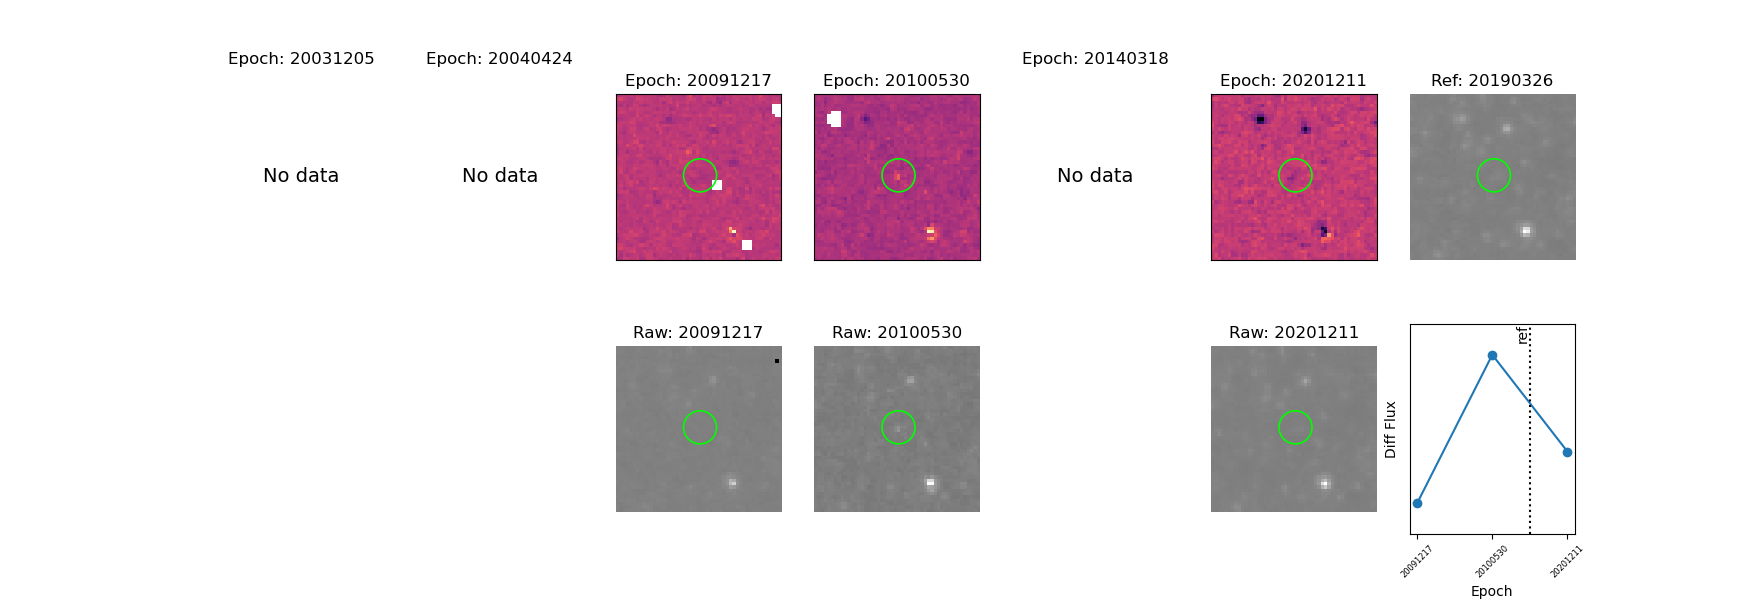 Epoch: 20031205
Epoch: 20040424
Epoch: 20091217
Epoch: 20100530
Epoch: 20140318
Epoch: 20201211
Ref: 20190326
No data
No data
No data
Raw: 20091217
Raw: 20100530
Raw: 20201211
ref
Diff Flux
20091217
20100530
20201211
Epoch